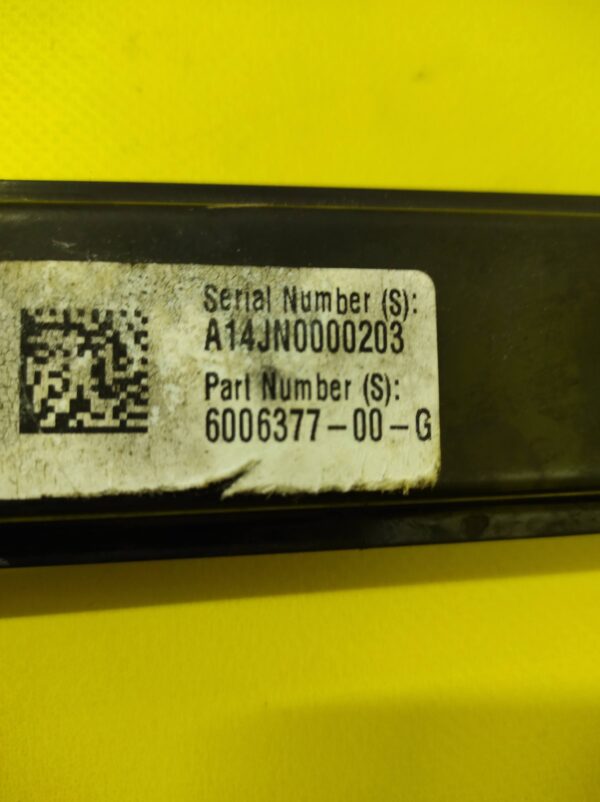 Serial Number (S):
A14JN0000203
Part Number (S):
6006377-00-G